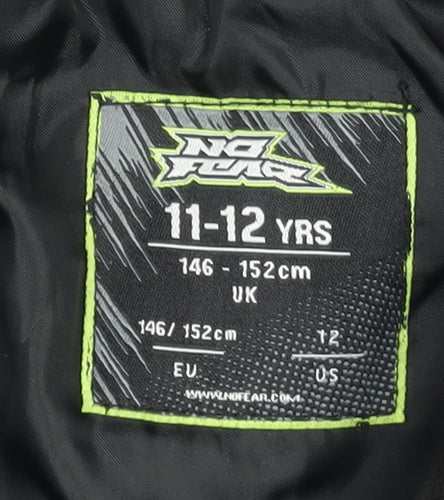 NO
FEAR
11-12 YRS
146 - 152cm
UK
146/ 152cm
EU
12
US
WWW.NOFEAR.COM